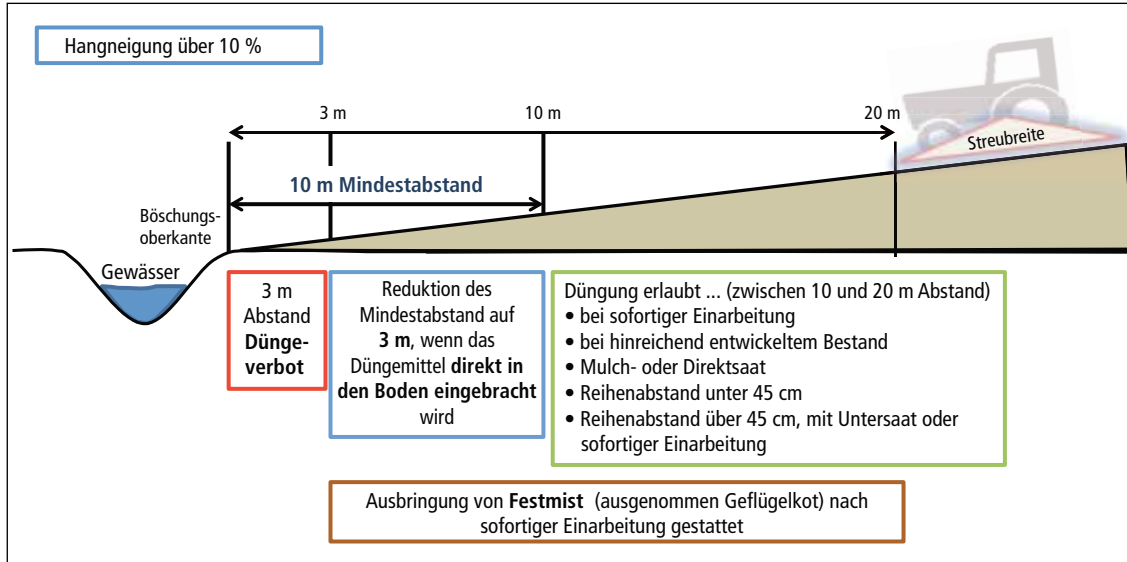 Hangneigung über 10 %
3 m
10 m
20 m
Streubreite
10 m Mindestabstand
Böschungs-
oberkante
Gewässer
3 m
Abstand
Dünge-
verbot
Reduktion des
Mindestabstand auf
3 m, wenn das
Düngemittel direkt in
den Boden eingebracht
wird
Düngung erlaubt ... (zwischen 10 und 20 m Abstand)
• bei sofortiger Einarbeitung
• bei hinreichend entwickeltem Bestand
• Mulch- oder Direktsaat
• Reihenabstand unter 45 cm
• Reihenabstand über 45 cm, mit Untersaat oder
sofortiger Einarbeitung
Ausbringung von Festmist (ausgenommen Geflügelkot) nach
sofortiger Einarbeitung gestattet